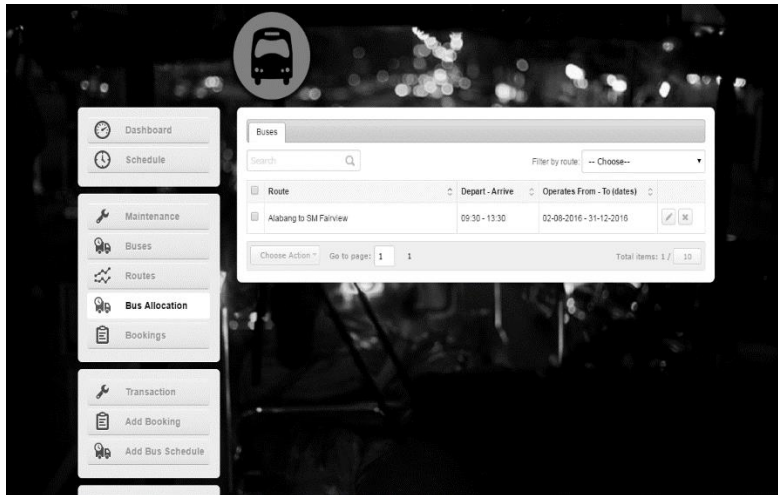 Dashboard
Schedule
Maintenance
Buses
Routes
Bus Allocation
Bookings
Transaction
Add Booking
Add Bus Schedule
Buses
Search
Filter by route: -- Choose--
Route Depart - Arrive Operates From - To (dates)
Alabang to SM Fairview 09:30 - 13:30 02-08-2016 - 31-12-2016
Choose Action Go to page: 1 1 Total items: 1 / 10